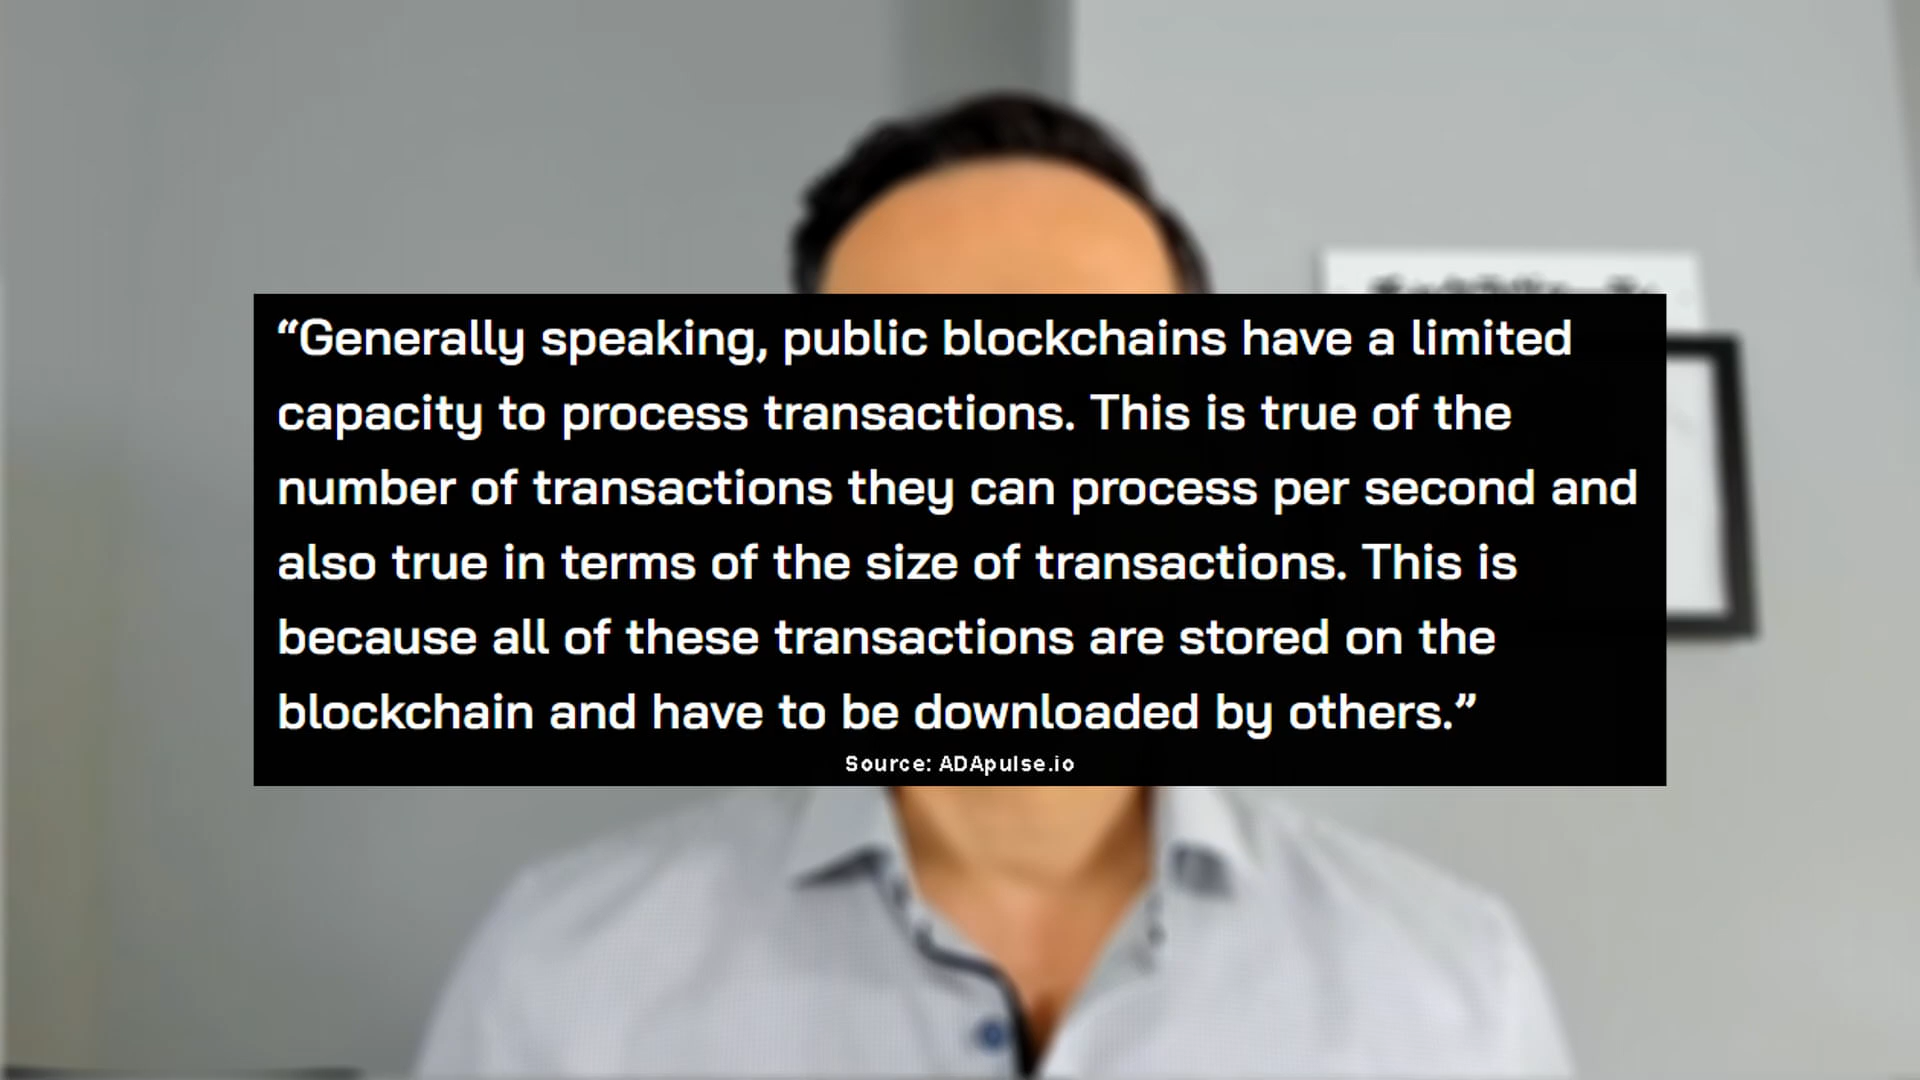 “Generally speaking, public blockchains have a limited
capacity to process transactions. This is true of the
number of transactions they can process per second and
also true in terms of the size of transactions. This is
because all of these transactions are stored on the
blockchain and have to be downloaded by others.”
Source: ADApulse.io